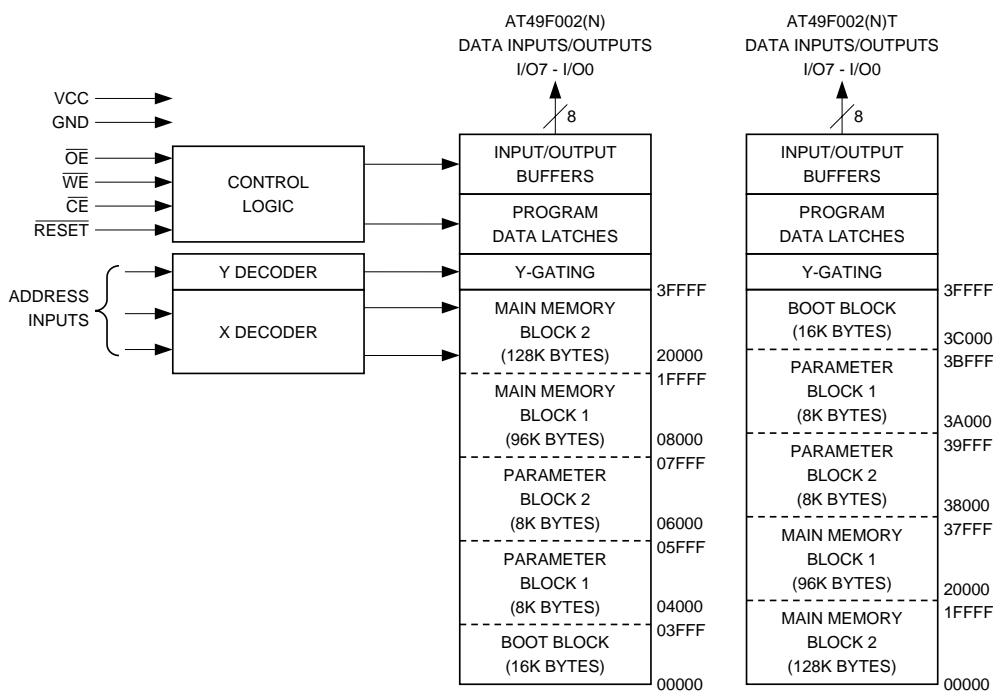 AT49F002(N)
DATA INPUTS/OUTPUTS
I/O7 - I/O0
8
AT49F002(N)T
DATA INPUTS/OUTPUTS
I/O7 - I/O0
8
VCC
GND
OE
WE
CE
RESET
CONTROL
LOGIC
ADDRESS
INPUTS
Y DECODER
X DECODER
INPUT/OUTPUT
BUFFERS
PROGRAM
DATA LATCHES
Y-GATING
3FFFF
MAIN MEMORY
BLOCK 2
(128K BYTES)
20000
1FFFF
MAIN MEMORY
BLOCK 1
(96K BYTES)
08000
07FFF
PARAMETER
BLOCK 2
(8K BYTES)
06000
05FFF
PARAMETER
BLOCK 1
(8K BYTES)
04000
03FFF
BOOT BLOCK
(16K BYTES)
00000
INPUT/OUTPUT
BUFFERS
PROGRAM
DATA LATCHES
Y-GATING
3FFFF
BOOT BLOCK
(16K BYTES)
3C000
3BFFF
PARAMETER
BLOCK 1
(8K BYTES)
3A000
39FFF
PARAMETER
BLOCK 2
(8K BYTES)
38000
37FFF
MAIN MEMORY
BLOCK 1
(96K BYTES)
20000
1FFFF
MAIN MEMORY
BLOCK 2
(128K BYTES)
00000